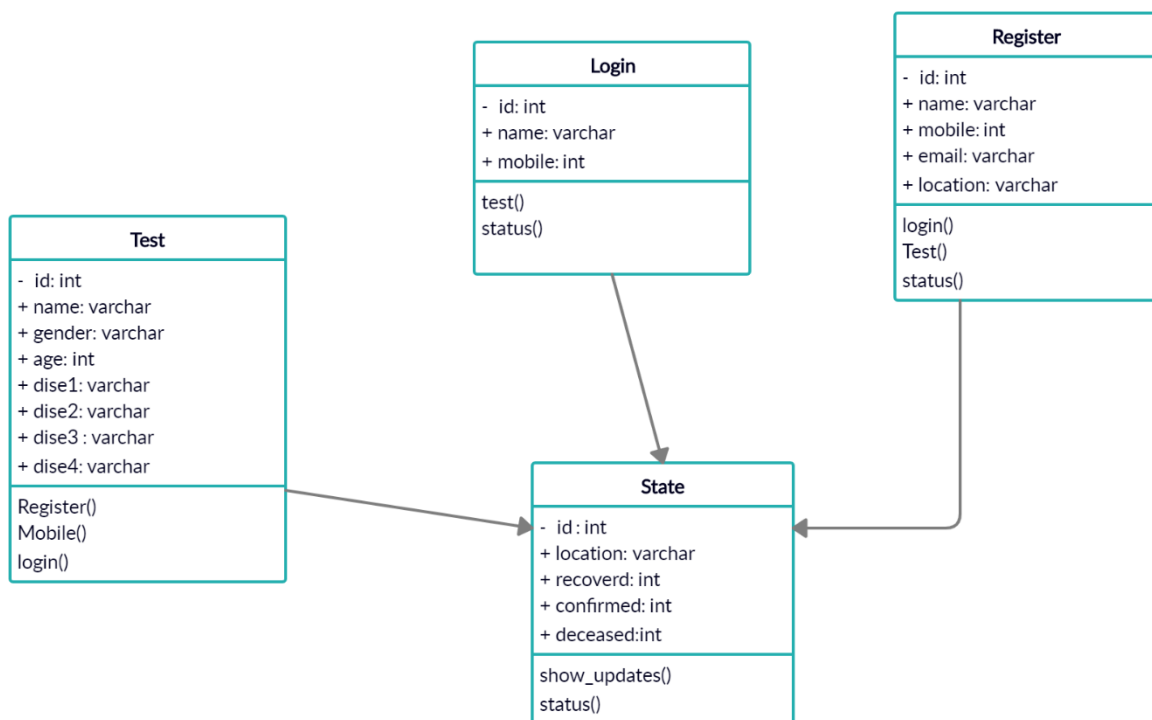 Login
- id: int
+ name: varchar
+ mobile: int
test()
status()
Register
- id: int
+ name: varchar
+ mobile: int
+ email: varchar
+ location: varchar
login()
Test()
status()
Test
- id: int
+ name: varchar
+ gender: varchar
+ age: int
+ dise1: varchar
+ dise2: varchar
+ dise3 : varchar
+ dise4: varchar
Register()
Mobile()
login()
State
- id : int
+ location: varchar
+ recoverd: int
+ confirmed: int
+ deceased:int
show_updates()
status()